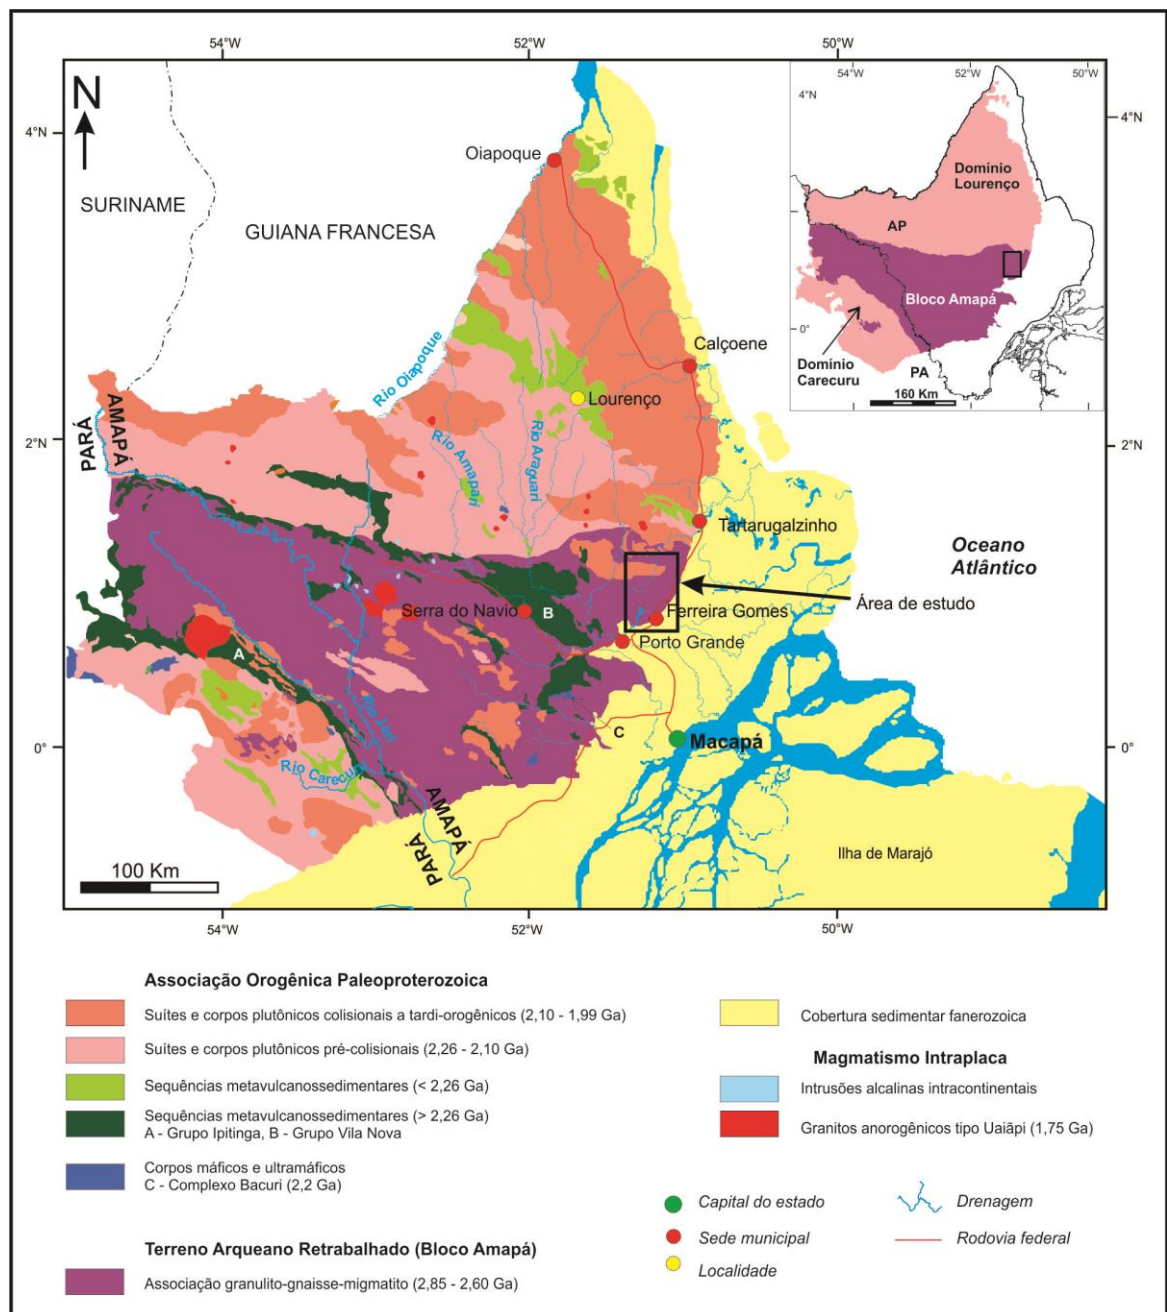 54°W
52°W
50°W
54°W
52°W
50°W
4°N
N
4°N
4°N
Oiapoque
Domínio
Lourenço
SURINAME
GUIANA FRANCESA
AP
Bloco Amapá
0°
Calçoene
Domínio
Carecuru
PA
160 Km
Rio Oiapoque
Lourenço
PARÁ
AMAPÁ
2°N
2°N
Rio Amapari
Rio Araguari
Tartarugalzinho
Oceano
Atlântico
Área de estudo
Serra do Navio
B
Ferreira Gomes
Porto Grande
A
Rio Jari
C
0°
Macapá
0°
Rio Carecuru
AMAPÁ
PARÁ
Ilha de Marajó
100 Km
54°W
52°W
50°W
Associação Orogênica Paleoproterozoica
Suítes e corpos plutônicos colisionais a tardi-orogênicos (2,10 - 1,99 Ga)
Suítes e corpos plutônicos pré-colisionais (2,26 - 2,10 Ga)
Sequências metavulcanossedimentares (< 2,26 Ga)
Sequências metavulcanossedimentares (> 2,26 Ga)
A - Grupo Ipitinga, B - Grupo Vila Nova
Corpos máficos e ultramáficos
C - Complexo Bacuri (2,2 Ga)
Terreno Arqueano Retrabalhado (Bloco Amapá)
Associação granulito-gnaisse-migmatito (2,85 - 2,60 Ga)
Cobertura sedimentar fanerozoica
Magmatismo Intraplaca
Intrusões alcalinas intracontinentais
Granitos anorogênicos tipo Uaiãpi (1,75 Ga)
Capital do estado
Sede municipal
Localidade
Drenagem
Rodovia federal